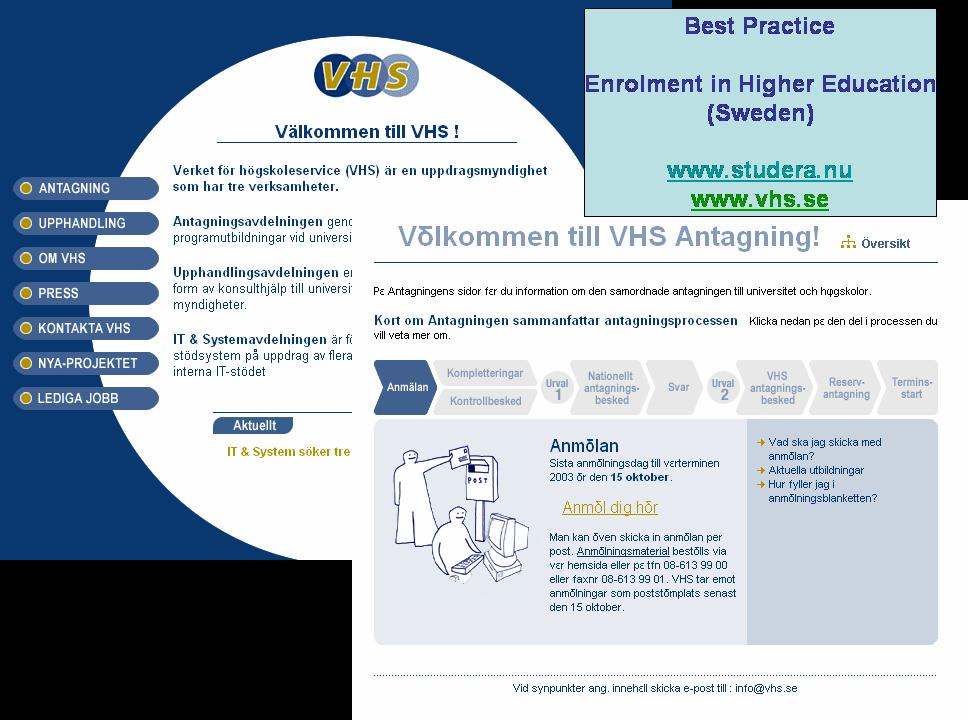 Best Practice
Enrolment in Higher Education
(Sweden)
www.studera.nu
www.vhs.se
VHS
Välkommen till VHS !
Verket för högskoleservice (VHS) är en uppdragsmyndighet
som har tre verksamheter.
Antagningsavdelningen
programutbildningar vid universi
Upphandlingsavdelningen
form av konsulthjälp till universit
myndigheter.
IT & Systemavdelningen är
stödsystem på uppdrag av flera
interna IT-stödet
Aktuellt
IT & System söker tre
ANTAGNING
UPPHANDLING
OM VHS
PRESS
KONTAKTA VHS
NYA-PROJEKTET
LEDIGA JOBB
Vδlkommen till VHS Antagning!
Översikt
Pε Antagningens sidor fεr du information om den samordnade antagningen till universitet och hφgskolor.
Kort om Antagningen sammanfattar antagningsprocessen Klicka nedan pε den del i processen du
vill veta mer om.
Anmälan
Kompletteringar
Kontrollbesked
Urval
1
Nationellt
antagnings-
besked
Svar
Urval
2
VHS
antagnings-
besked
Reserv-
antagning
Termins-
start
POST
Anmδlan
Sista anmδlningsdag till vεrterminen
2003 δr den 15 oktober.
Anmδl dig hδr
Man kan δven skicka in anmδlan per
post. Anmδlningsmaterial bestδlls via
vεr hemsida eller pε tfn 08-613 99 00
eller faxnr 08-613 99 01. VHS tar emot
anmδlningar som poststδmplats senast
den 15 oktober.
Vad ska jag skicka med
anmδlan?
Aktuella utbildningar
Hur fyller jag i
anmδlningsblanketten?
Vid synpunkter ang. innehεll skicka e-post till : info@vhs.se